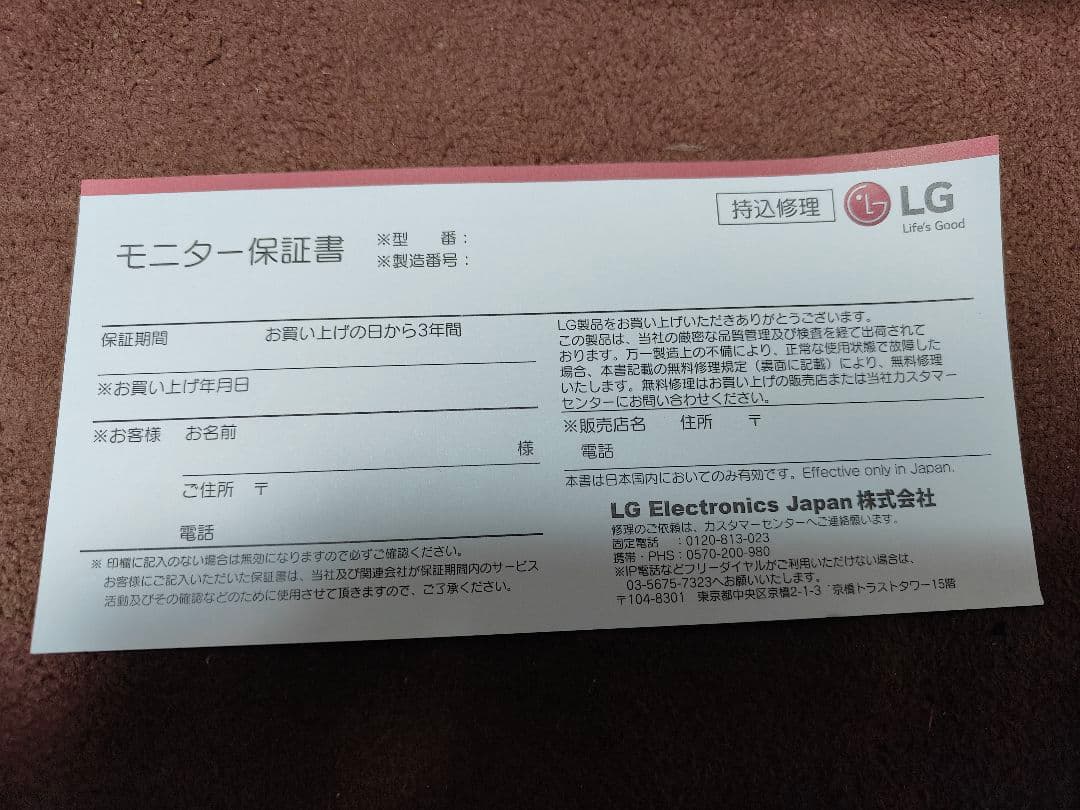 持込修理
LG
Life's Good
モニター保証書
※型　番：
※製造番号：
保証期間　お買い上げの日から3年間
※お買い上げ年月日
※お客様　お名前
様
ご住所　〒
電話
※ 印欄に記入のない場合は無効になりますので必ずご確認ください。
お客様にご記入いただいた保証書は、当社及び関連会社が保証期間内のサービス
活動及びその確認などのために使用させて頂きますので、ご了承ください。
LG製品をお買い上げいただきありがとうございます。
この製品は、当社の厳密な品質管理及び検査を経て出荷されて
おります。万一製造上の不備により、正常な使用状態で故障した
場合、本書記載の無料修理規定（裏面に記載）により、無料修理
いたします。無料修理はお買い上げの販売店または当社カスタマー
センターにお問い合わせください。
※販売店名　住所　〒
電話
本書は日本国内においてのみ有効です。Effective only in Japan.
LG Electronics Japan 株式会社
修理のご依頼は、カスタマーセンターへご連絡願います。
固定電話　：0120-813-023
携帯・PHS：0570-200-980
※IP電話などフリーダイヤルがご利用いただけない場合は、
03-5675-7323へお願いいたします。
〒104-8301　東京都中央区京橋2-1-3　京橋トラストタワー15階